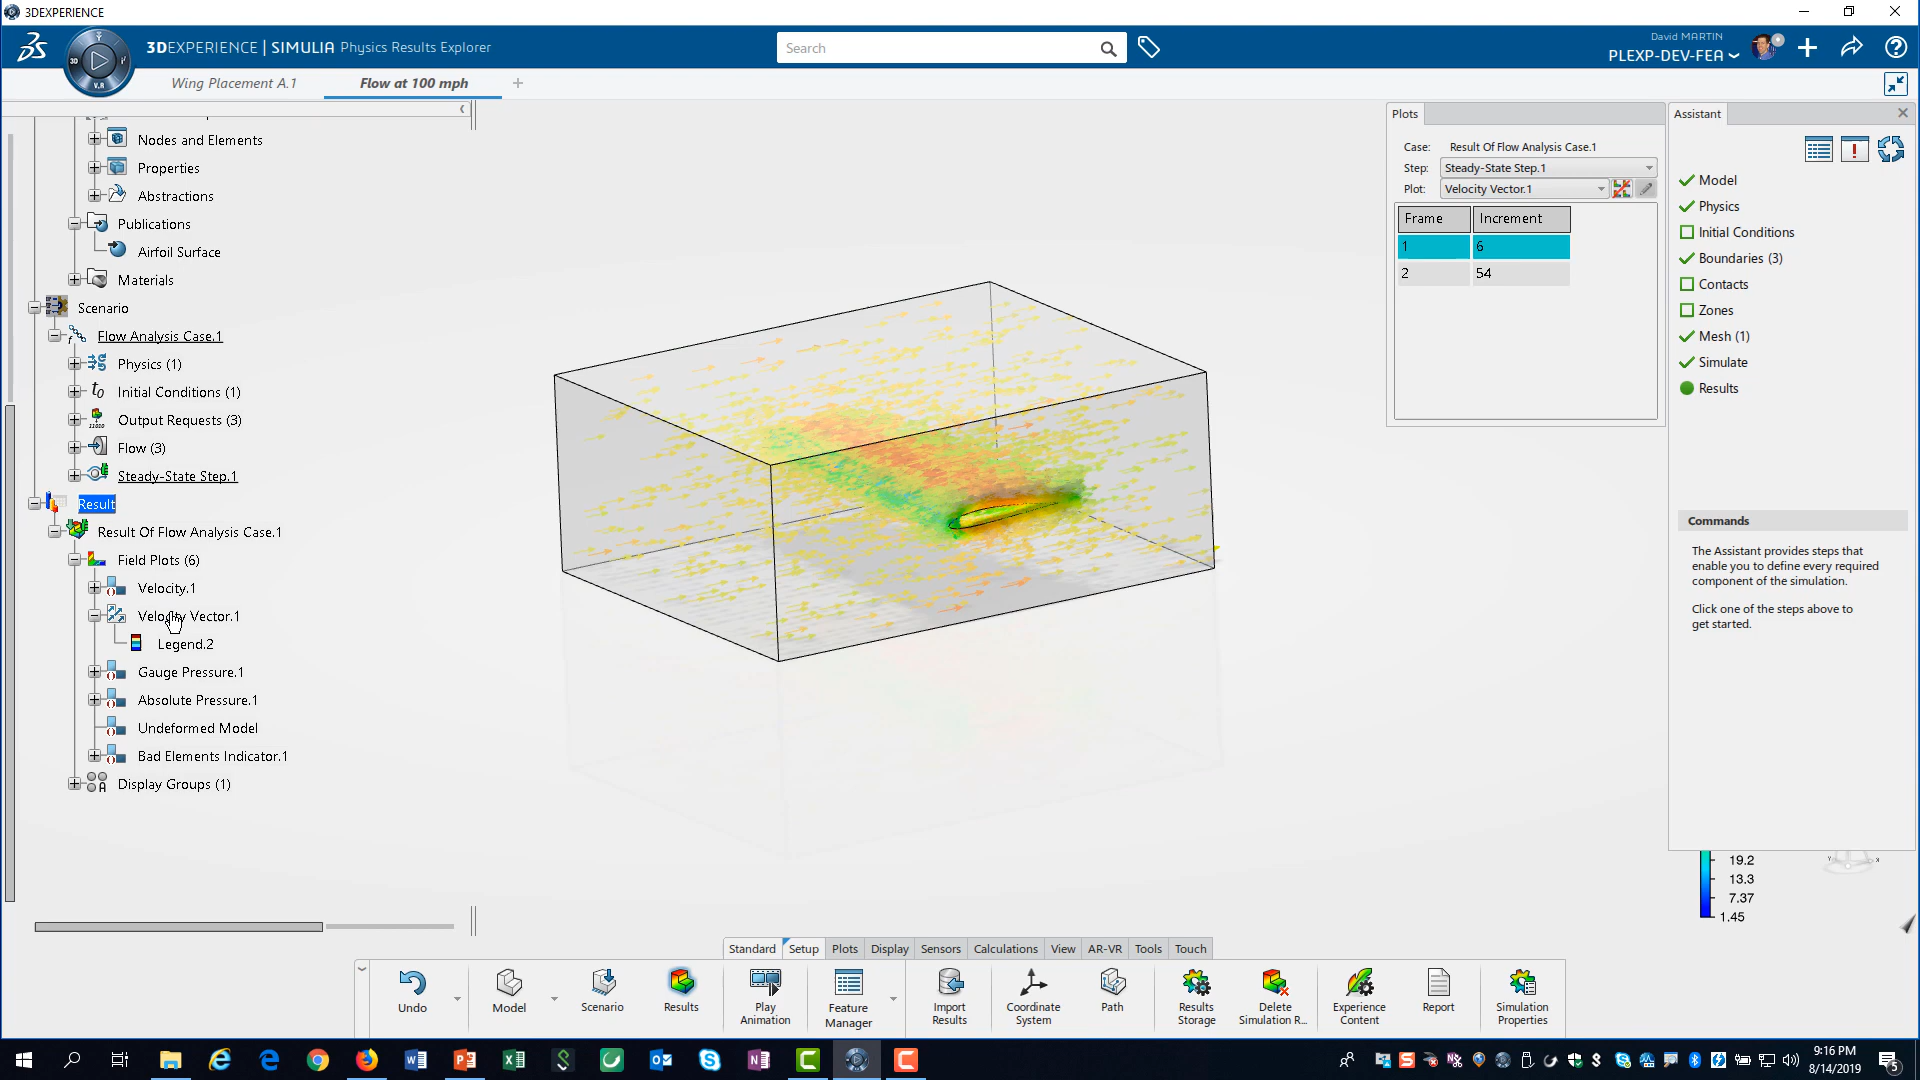 3DEXPERIENCE
3DEXPERIENCE | SIMULIA Physics Results Explorer
Search
David MARTIN
PLEXP-DEV-FEA
3D
V.R
Wing Placement A.1
Flow at 100 mph
Nodes and Elements
Properties
Abstractions
Publications
Airfoil Surface
Materials
Scenario
Flow Analysis Case.1
Physics (1)
Initial Conditions (1)
Output Requests (3)
Flow (3)
Steady-State Step.1
Result
Result Of Flow Analysis Case.1
Field Plots (6)
Velocity.1
Velocity Vector.1
Legend.2
Gauge Pressure.1
Absolute Pressure.1
Undeformed Model
Bad Elements Indicator.1
Display Groups (1)
Plots
Case: Result Of Flow Analysis Case.1
Step: Steady-State Step.1
Plot: Velocity Vector.1
Frame Increment
1 6
2 54
Assistant
Model
Physics
Initial Conditions
Boundaries (3)
Contacts
Zones
Mesh (1)
Simulate
Results
Commands
The Assistant provides steps that
enable you to define every required
component of the simulation.
Click one of the steps above to
get started.
19.2
13.3
7.37
1.45
Standard Setup Plots Display Sensors Calculations View AR-VR Tools Touch
Undo
Model
Scenario
Results
Play
Animation
Feature
Manager
Import
Results
Coordinate
System
Path
Results
Storage
Delete
Simulation R...
Experience
Content
Report
Simulation
Properties
9:16 PM
8/14/2019
5